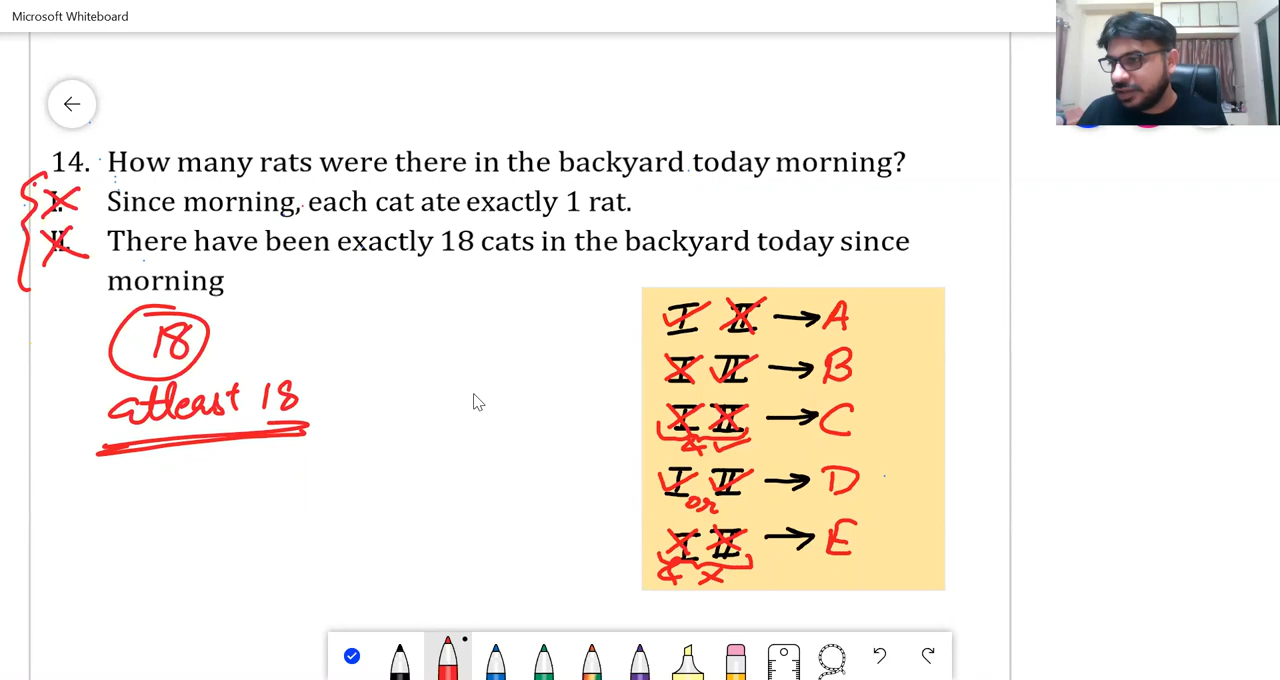 Microsoft Whiteboard
14. How many rats were there in the backyard today morning?
I. Since morning, each cat ate exactly 1 rat.
II. There have been exactly 18 cats in the backyard today since
morning
18
atleast 18
I II → A
I II → B
I II → C
&
I II → D
or
I II → E
&